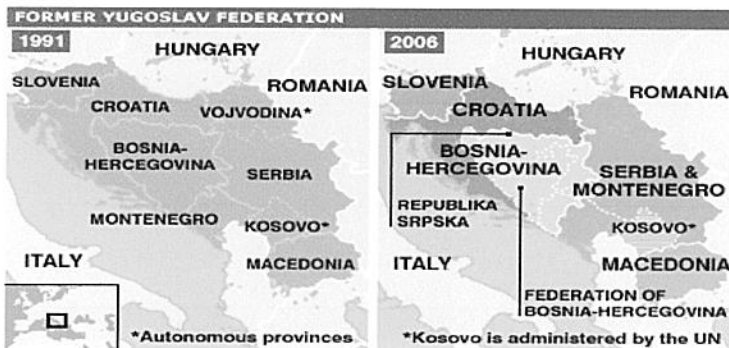 FORMER YUGOSLAV FEDERATION
1991
HUNGARY
SLOVENIA
ROMANIA
CROATIA
VOJVODINA*
BOSNIA-
HERCEGOVINA
SERBIA
MONTENEGRO
KOSOVO*
ITALY
MACEDONIA
*Autonomous provinces
2006
HUNGARY
SLOVENIA
ROMANIA
CROATIA
BOSNIA-
HERCEGOVINA
SERBIA &
MONTENEGRO
REPUBLIKA
SRPSKA
KOSOVO*
ITALY
MACEDONIA
FEDERATION OF
BOSNIA-HERCEGOVINA
*Kosovo is administered by the UN